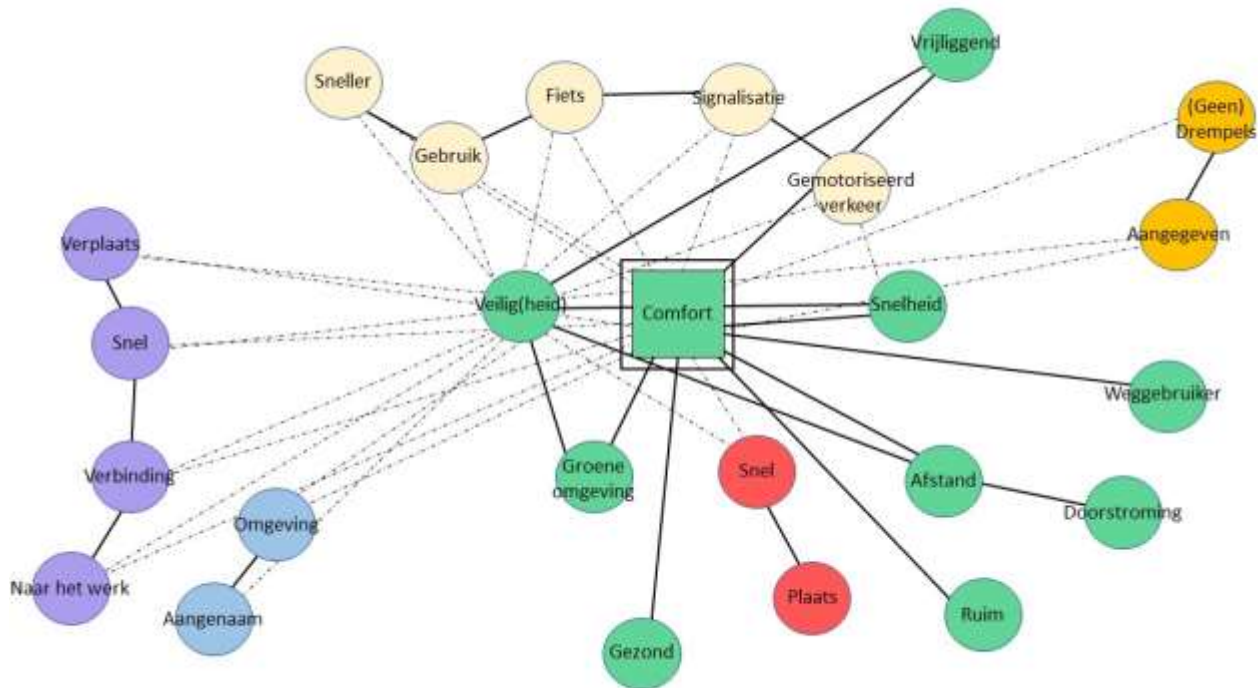 Vrijliggend
Sneller
Fiets
Signalisatie
(Geen)
Drempels
Gebruik
Gemotoriseerd
verkeer
Aangegeven
Verplaats
Veilig(heid)
Comfort
Snelheid
Snel
Weggebruiker
Verbinding
Groene
omgeving
Snel
Afstand
Omgeving
Doorstroming
Naar het werk
Aangenaam
Plaats
Ruim
Gezond